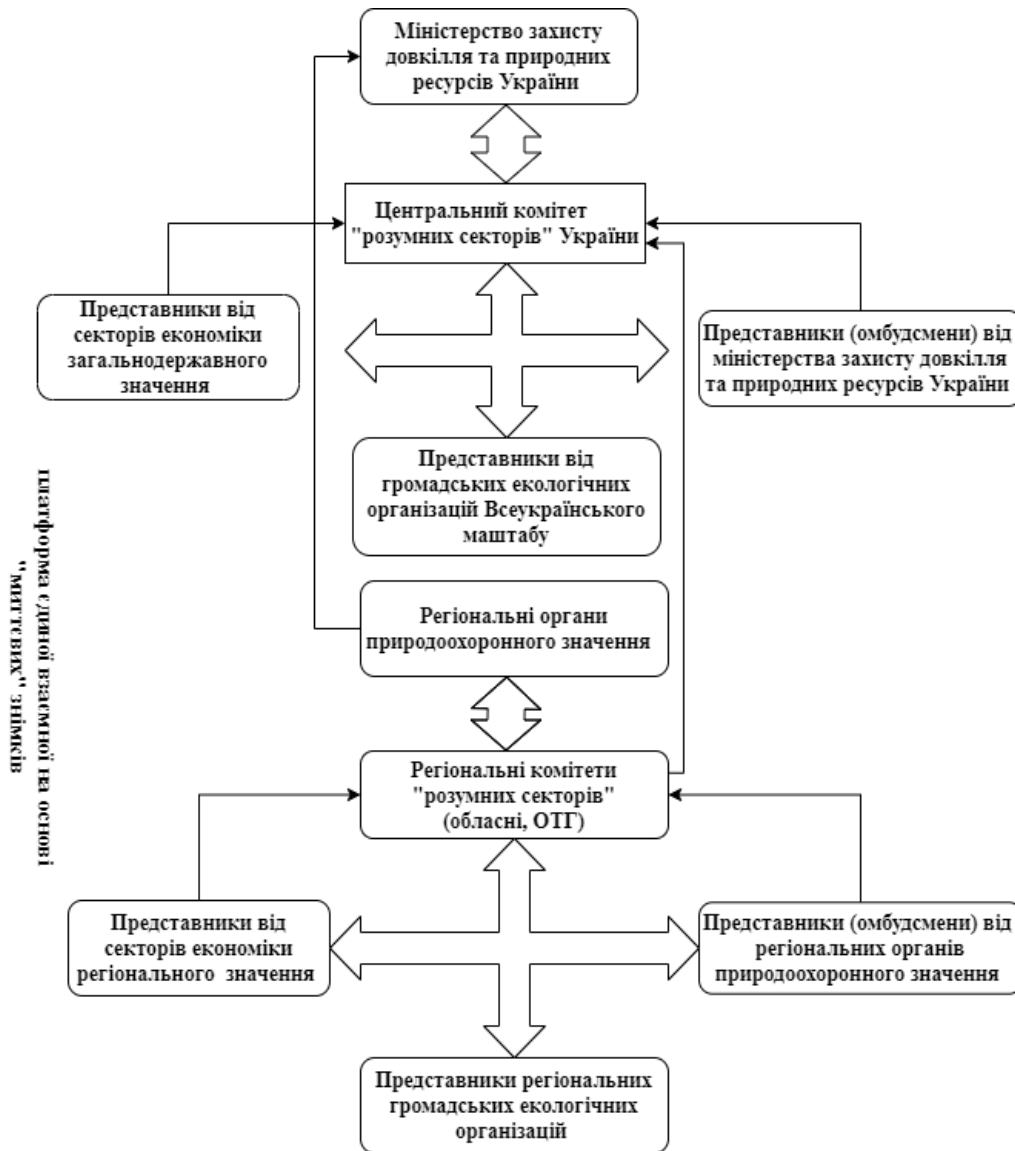 Міністерство захисту
довкілля та природних
ресурсів України
Центральний комітет
"розумних секторів" України
Представники від
секторів економіки
загальнодержавного
значення
Представники (омбудсмени) від
міністерства захисту довкілля
та природних ресурсів України
Представники від
громадських екологічних
організацій Всеукраїнського
маштабу
платформа єдиної взаємної на основі
"миттєвих" знімків
Регіональні органи
природоохоронного значення
Регіональні комітети
"розумних секторів"
(обласні, ОТГ)
Представники від
секторів економіки
регіонального значення
Представники (омбудсмени) від
регіональних органів
природоохоронного значення
Представники регіональних
громадських екологічних
організацій